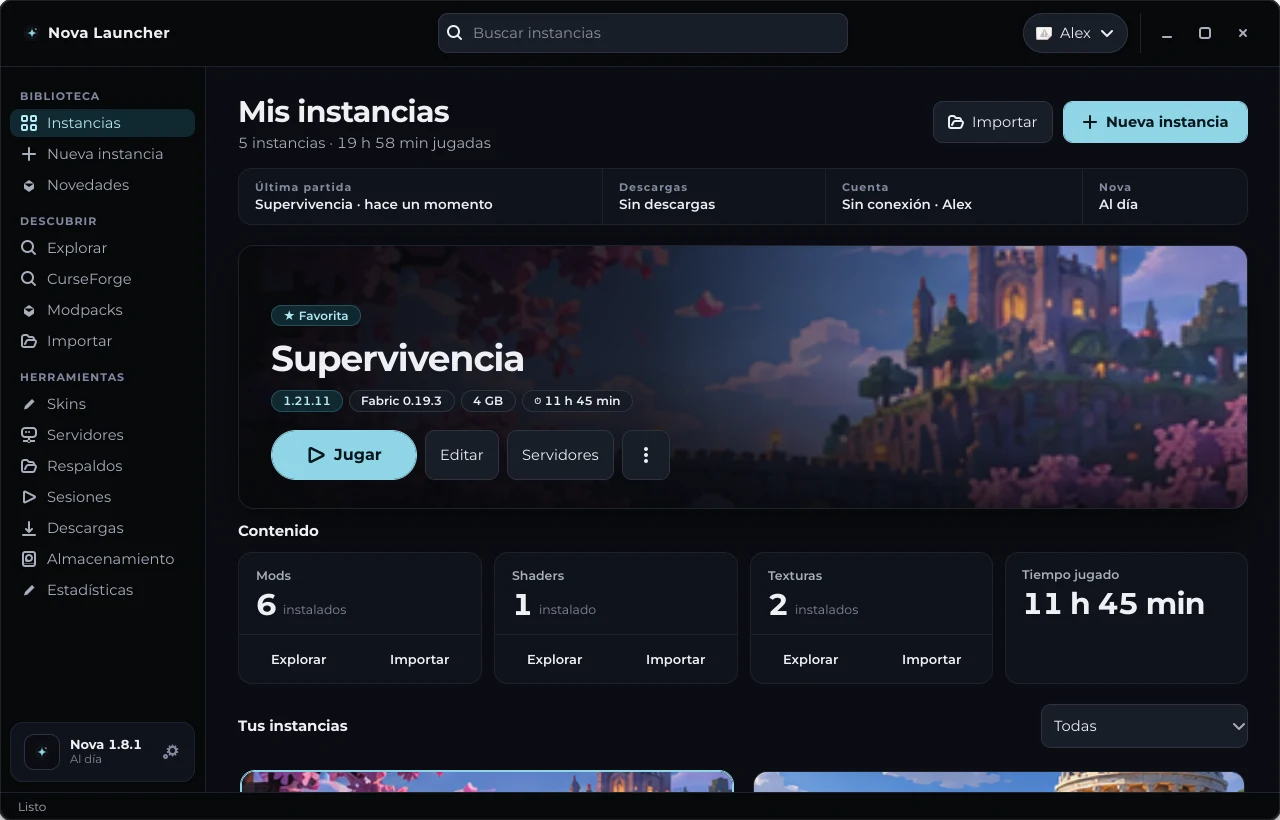 Nova Launcher
Buscar instancias
Alex
BIBLIOTECA
Instancias
Nueva instancia
Novedades
DESCUBRIR
Explorar
CurseForge
Modpacks
Importar
HERRAMIENTAS
Skins
Servidores
Respaldos
Sesiones
Descargas
Almacenamiento
Estadísticas
Nova 1.8.1
Al día
Mis instancias
5 instancias · 19 h 58 min jugadas
Importar
Nueva instancia
Última partida
Supervivencia · hace un momento
Descargas
Sin descargas
Cuenta
Sin conexión · Alex
Nova
Al día
★ Favorita
Supervivencia
1.21.11
Fabric 0.19.3
4 GB
11 h 45 min
Jugar
Editar
Servidores
Contenido
Mods
6 instalados
Explorar
Importar
Shaders
1 instalado
Explorar
Importar
Texturas
2 instalados
Explorar
Importar
Tiempo jugado
11 h 45 min
Tus instancias
Todas
Listo